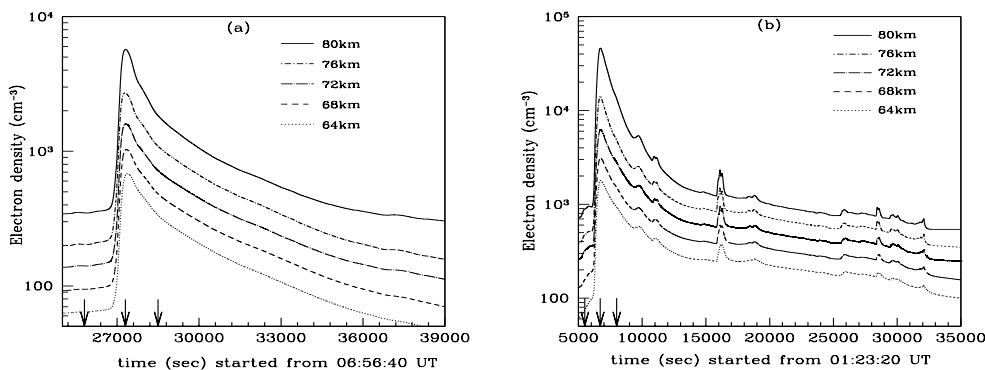 (a)
10⁴
10³
100
Electron density (cm⁻³)
80km
76km
72km
68km
64km
27000 30000 33000 36000 39000
time (sec) started from 06:56:40 UT
(b)
10⁵
10⁴
10³
100
Electron density (cm⁻³)
80km
76km
72km
68km
64km
5000 10000 15000 20000 25000 30000 35000
time (sec) started from 01:23:20 UT